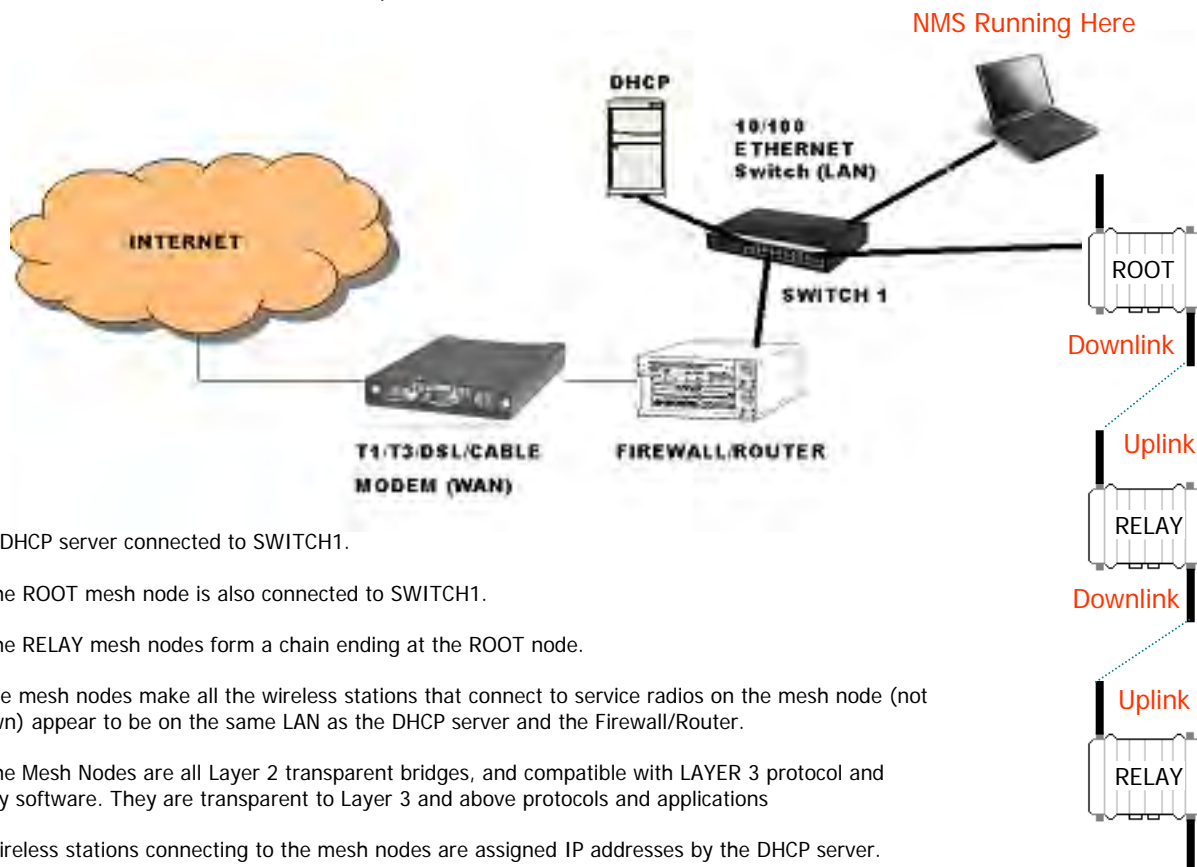 NMS Running Here
DHCP
10/100
ETHERNET
Switch (LAN)
INTERNET
ROOT
SWITCH 1
Downlink
T1/T3/DSL/CABLE
MODEM (WAN)
FIREWALL/ROUTER
Uplink
RELAY
DHCP server connected to SWITCH1.
ROOT mesh node is also connected to SWITCH1.
Downlink
RELAY mesh nodes form a chain ending at the ROOT node.
mesh nodes make all the wireless stations that connect to service radios on the mesh node (not
appear to be on the same LAN as the DHCP server and the Firewall/Router.
Uplink
Mesh Nodes are all Layer 2 transparent bridges, and compatible with LAYER 3 protocol and
software. They are transparent to Layer 3 and above protocols and applications
RELAY
stations connecting to the mesh nodes are assigned IP addresses by the DHCP server.